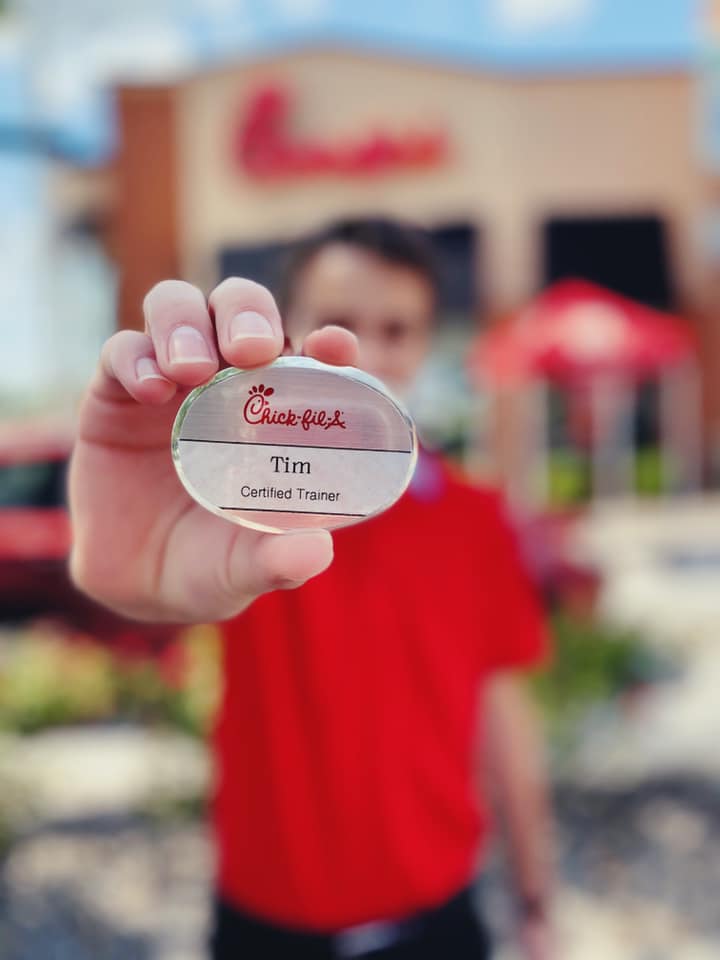 Chick-fil-A
Tim
Certified Trainer